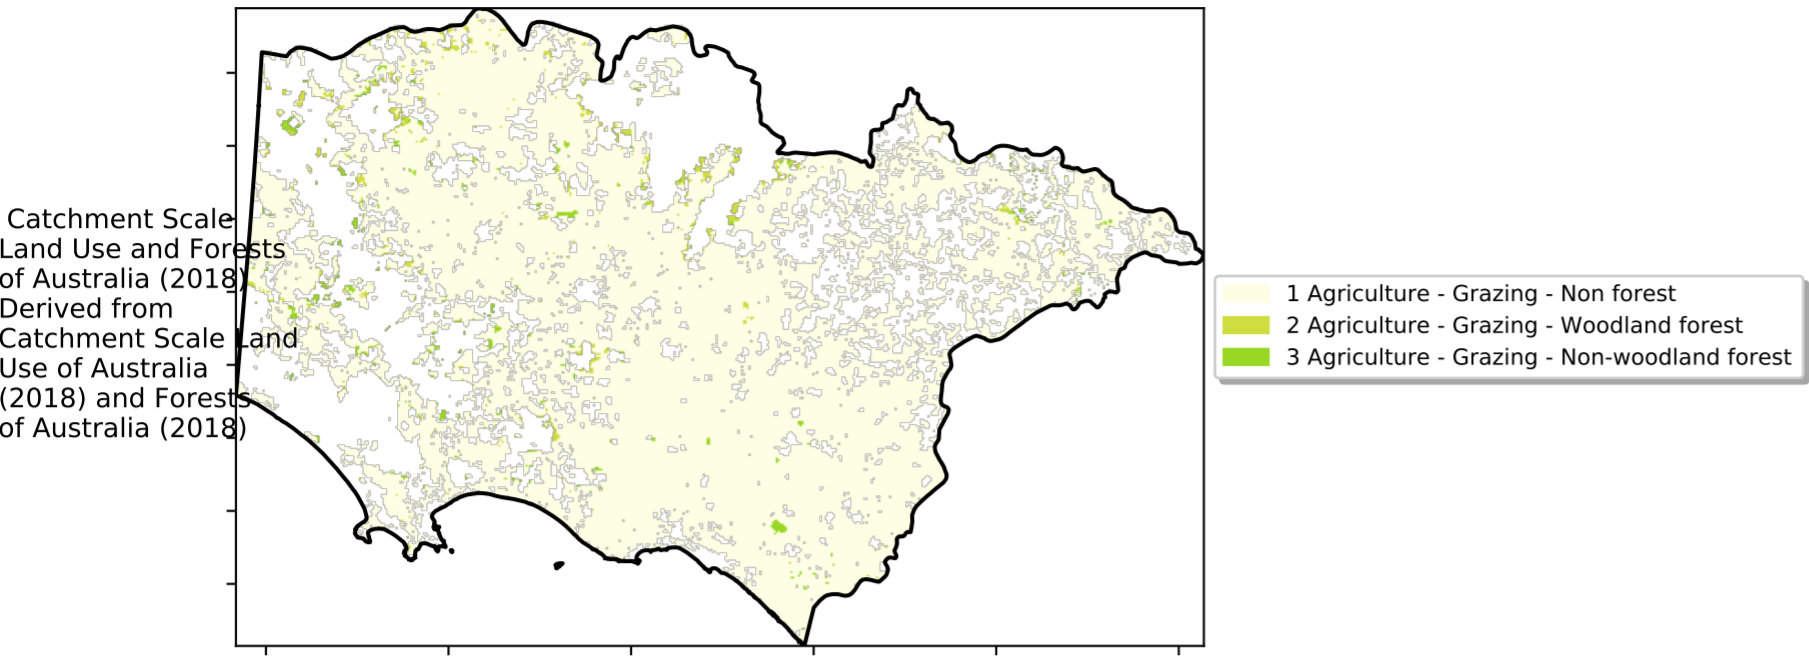 Catchment Scale
Land Use and Forests
of Australia (2018)
Derived from
Catchment Scale Land
Use of Australia
(2018) and Forests
of Australia (2018)
1 Agriculture - Grazing - Non forest
2 Agriculture - Grazing - Woodland forest
3 Agriculture - Grazing - Non-woodland forest